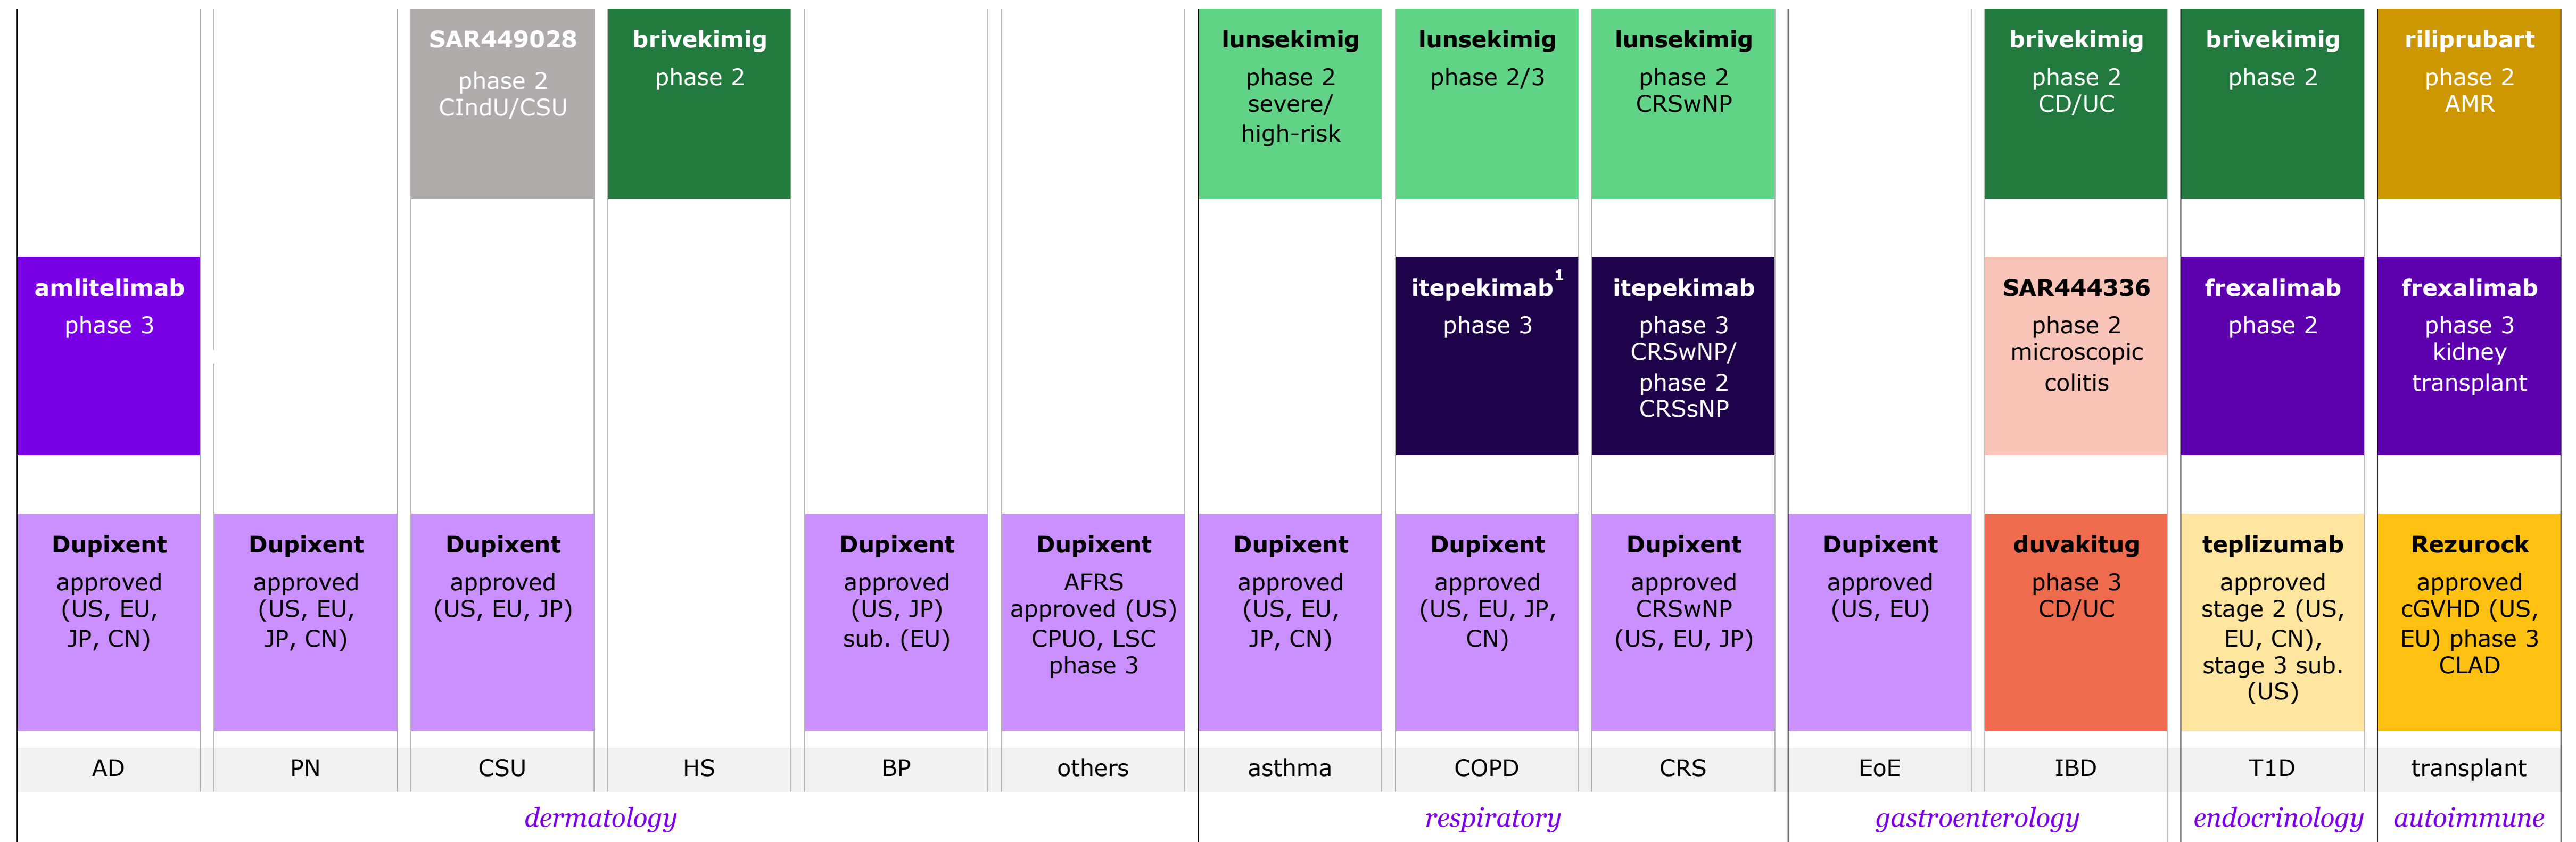 SAR449028
phase 2
CIndU/CSU
brivekimig
phase 2
lunsekimig
phase 2
severe/
high-risk
lunsekimig
phase 2/3
lunsekimig
phase 2
CRSwNP
brivekimig
phase 2
CD/UC
brivekimig
phase 2
riliprubart
phase 2
AMR
amlitelimab
phase 3
itepekimab¹
phase 3
itepekimab
phase 3
CRSwNP/
phase 2
CRSsNP
SAR444336
phase 2
microscopic
colitis
frexalimab
phase 2
frexalimab
phase 3
kidney
transplant
Dupixent
approved
(US, EU,
JP, CN)
Dupixent
approved
(US, EU,
JP, CN)
Dupixent
approved
(US, EU, JP)
Dupixent
approved
(US, JP)
sub. (EU)
Dupixent
AFRS
approved (US)
CPUO, LSC
phase 3
Dupixent
approved
(US, EU,
JP, CN)
Dupixent
approved
(US, EU, JP,
CN)
Dupixent
approved
CRSwNP
(US, EU, JP)
Dupixent
approved
(US, EU)
duvakitug
phase 3
CD/UC
teplizumab
approved
stage 2 (US,
EU, CN),
stage 3 sub.
(US)
Rezurock
approved
cGVHD (US,
EU) phase 3
CLAD
AD
PN
CSU
HS
BP
others
asthma
COPD
CRS
EoE
IBD
T1D
transplant
dermatology
respiratory
gastroenterology
endocrinology
autoimmune